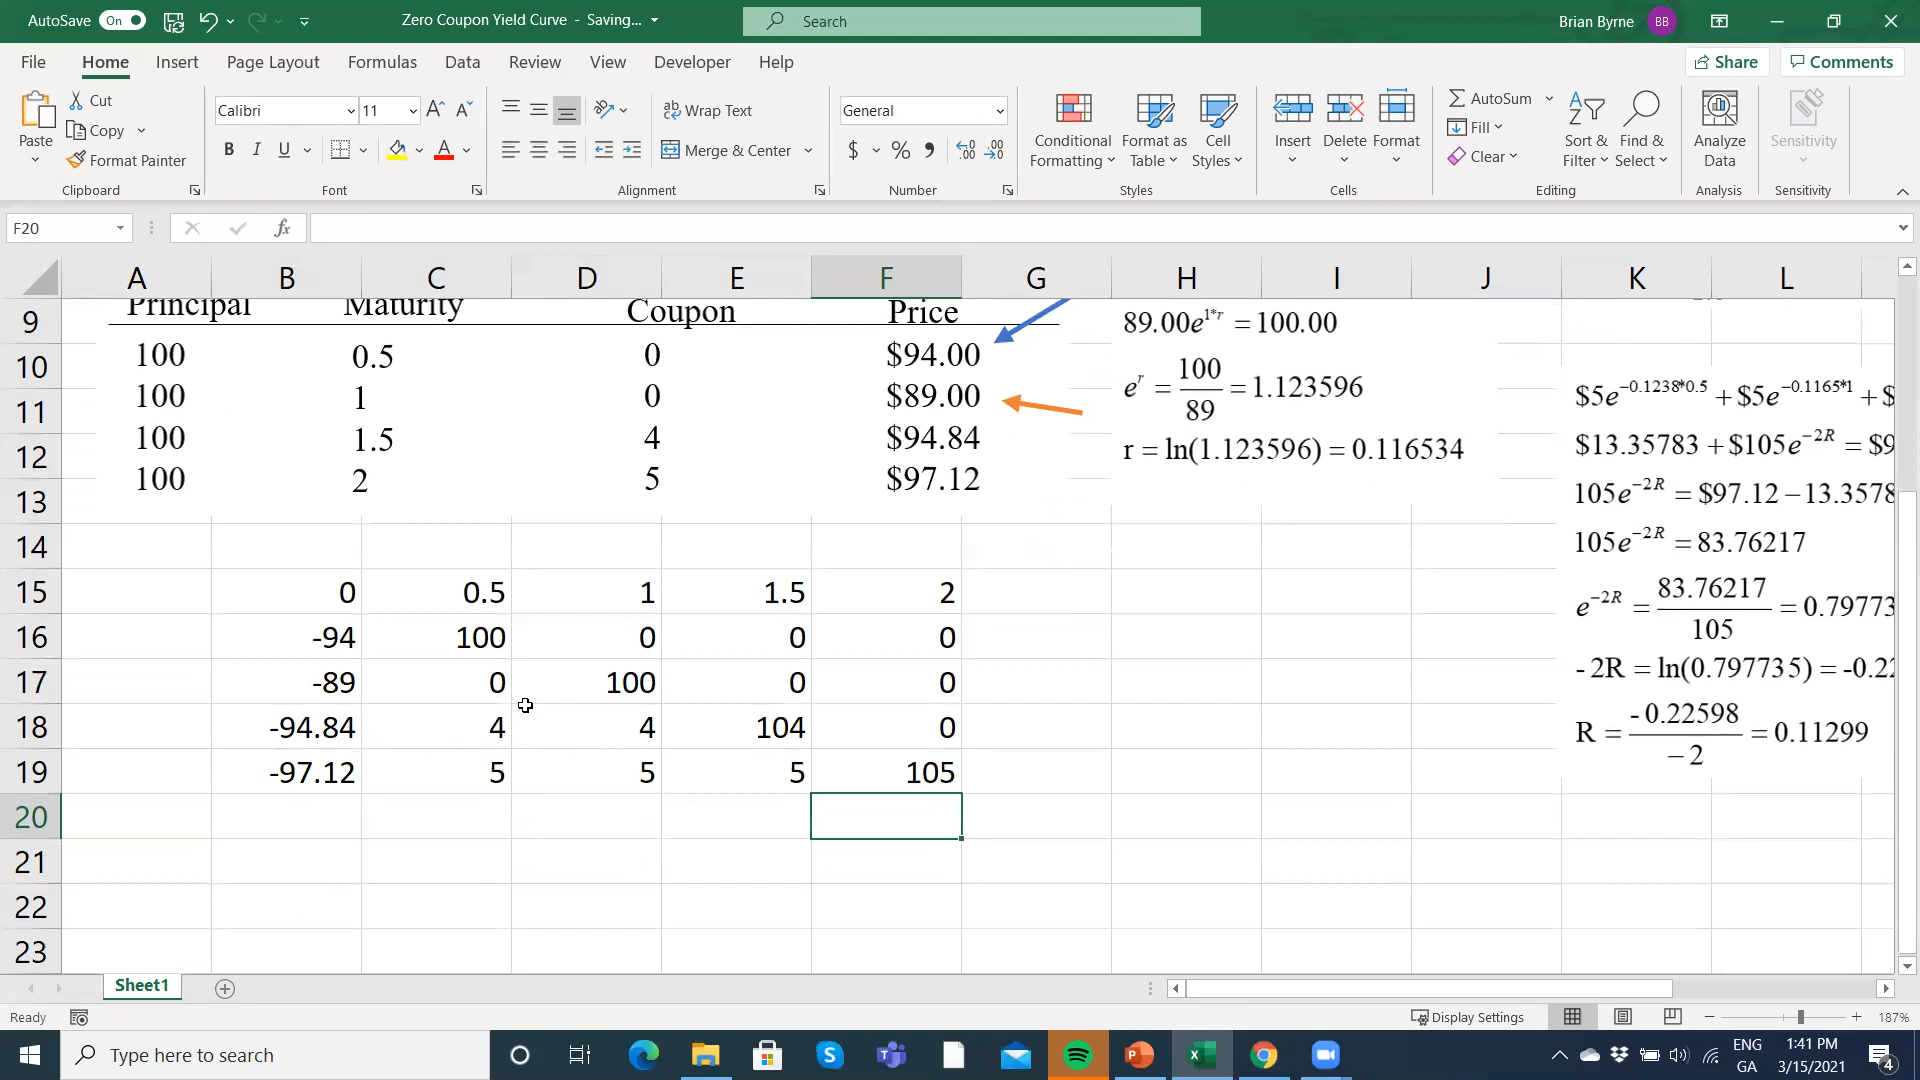 AutoSave On Zero Coupon Yield Curve - Saving... Search Brian Byrne BB
File Home Insert Page Layout Formulas Data Review View Developer Help Share Comments
Paste Cut Copy Format Painter Clipboard
Calibri 11 B I U A Font
Wrap Text Merge & Center Alignment
General $ % Number
Conditional Formatting Format as Table Cell Styles Styles
Insert Delete Format Cells
AutoSum Fill Clear Sort & Filter Find & Select Editing
Analyze Data Analysis Sensitivity Sensitivity
F20 fx
A B C D E F G H I J K L
9 Principal Maturity Coupon Price
10 100 0.5 0 $94.00
11 100 1 0 $89.00
12 100 1.5 4 $94.84
13 100 2 5 $97.12
14
15 0 0.5 1 1.5 2
16 -94 100 0 0 0
17 -89 0 100 0 0
18 -94.84 4 4 104 0
19 -97.12 5 5 5 105
20
21
22
23
89.00e^{1*r} = 100.00
e^r = 100/89 = 1.123596
r = ln(1.123596) = 0.116534
$5e^{-0.1238*0.5} + $5e^{-0.1165*1} + $
$13.35783 + $105e^{-2R} = $9
105e^{-2R} = $97.12 – 13.3578
105e^{-2R} = 83.76217
e^{-2R} = 83.76217/105 = 0.79773
- 2R = ln(0.797735) = -0.22
R = - 0.22598/– 2 = 0.11299
Sheet1
Ready Display Settings 187%
Type here to search ENG GA 1:41 PM 3/15/2021 4